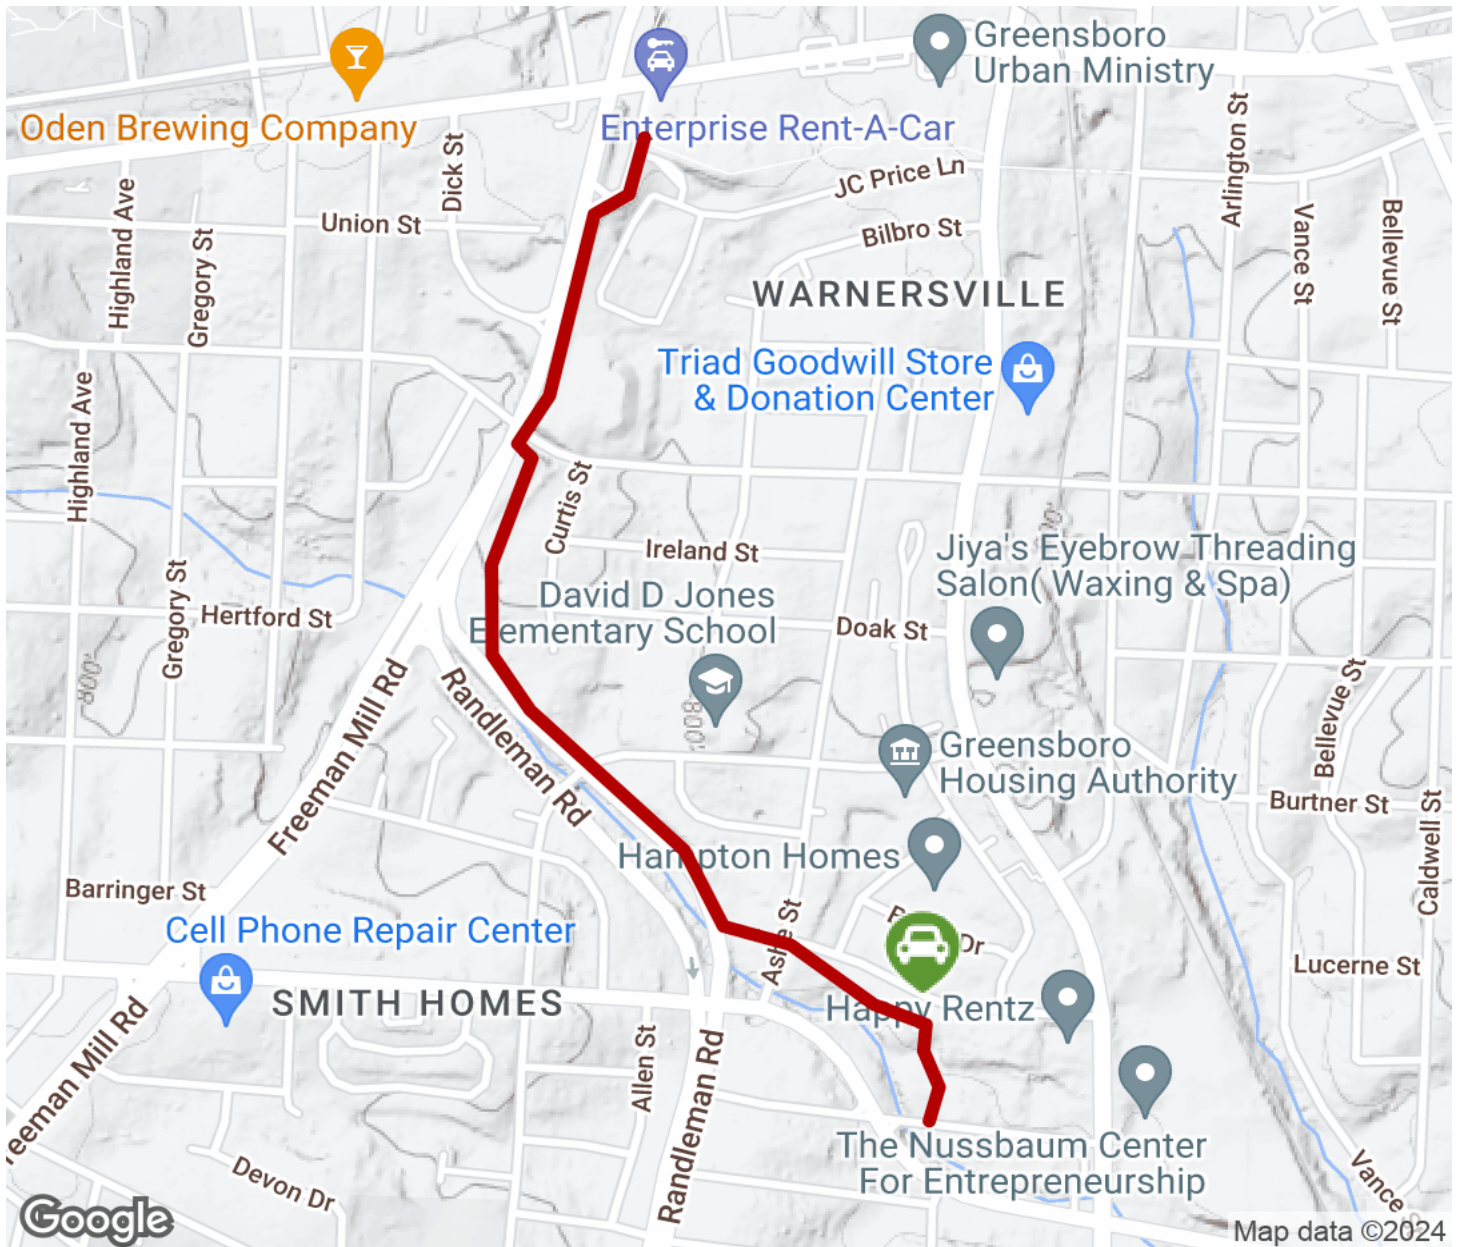 Greensboro
Urban Ministry
Oden Brewing Company
Enterprise Rent-A-Car
Dick St
Arlington St
JC Price Ln
Highland Ave
Union St
Gregory St
Bilbro St
Vance St
Bellevue St
WARNERSVILLE
Triad Goodwill Store
& Donation Center
Highland Ave
Curtis St
Ireland St
Jiya's Eyebrow Threading
Salon( Waxing & Spa)
David D Jones
Elementary School
Gregory St
Hertford St
Doak St
800'
Freeman Mill Rd
Randleman Rd
800'
Bellevue St
Greensboro
Housing Authority
Burtner St
Caldwell St
Hampton Homes
Barringer St
Cell Phone Repair Center
Ashe St
Dr
Lucerne St
SMITH HOMES
Happy Rentz
Freeman Mill Rd
Allen St
Randleman Rd
The Nussbaum Center
For Entrepreneurship
Devon Dr
Vance S
Google
Map data ©2024